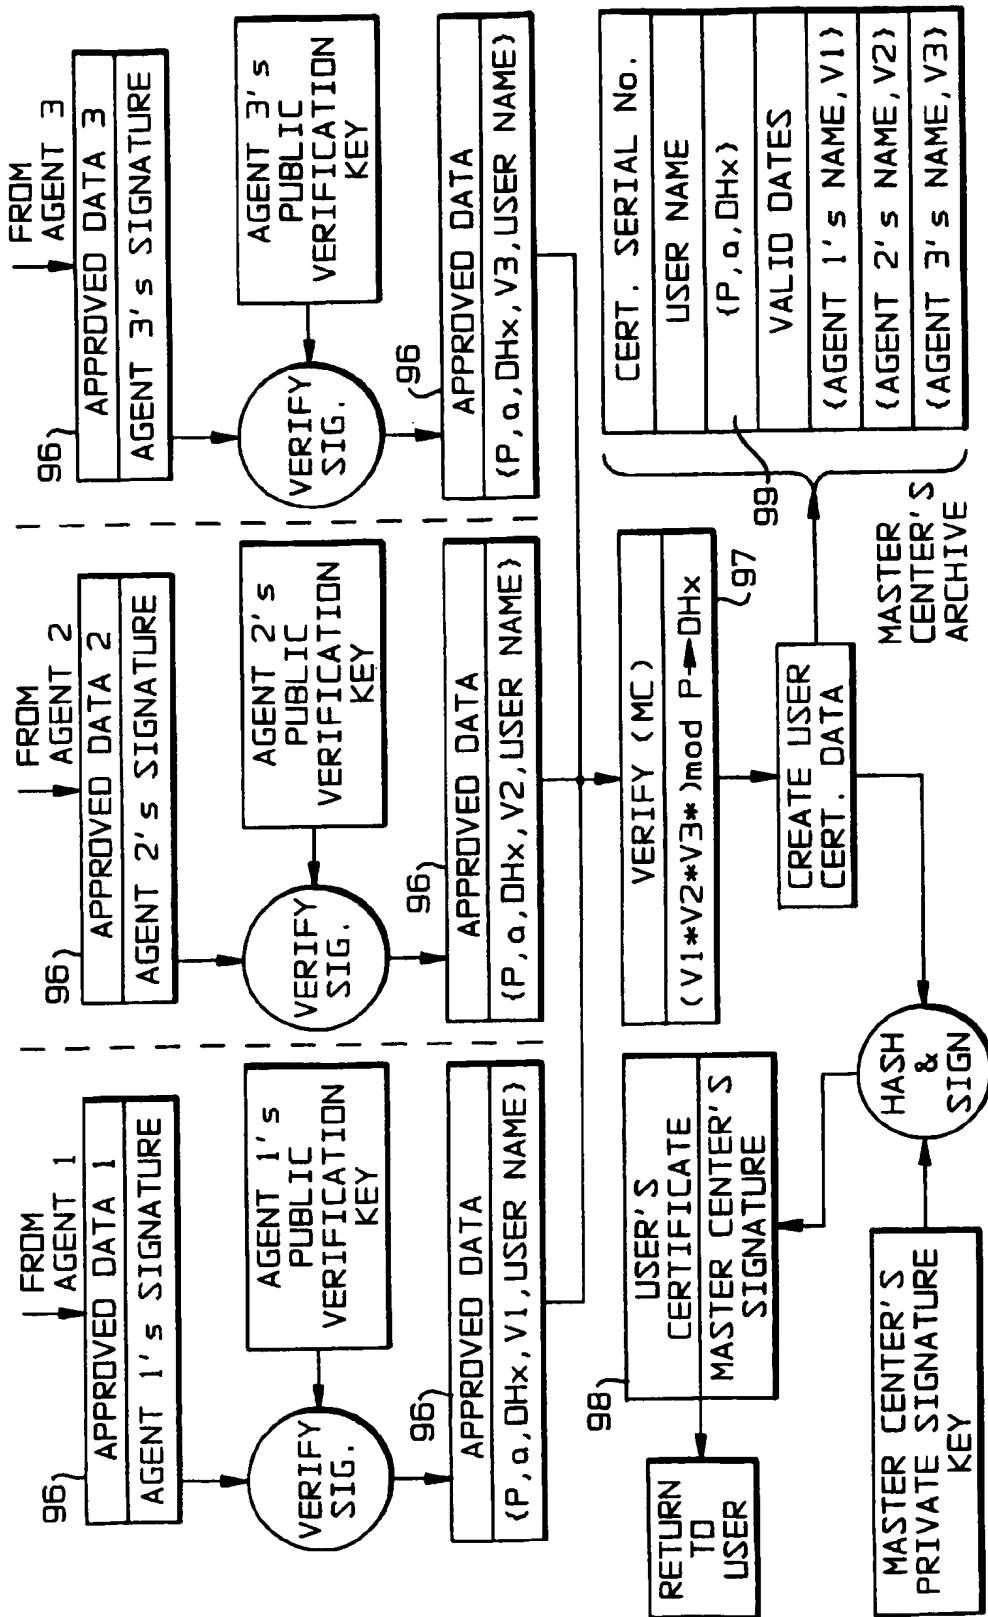 FROM
AGENT 1
96
APPROVED DATA 1
AGENT 1's SIGNATURE
AGENT 1's
PUBLIC
VERIFICATION
KEY
VERIFY
SIG.
96
APPROVED DATA
{P,a,DHx,V1,USER NAME}
FROM
AGENT 2
96
APPROVED DATA 2
AGENT 2's SIGNATURE
AGENT 2's
PUBLIC
VERIFICATION
KEY
VERIFY
SIG.
96
APPROVED DATA
{P,a,DHx,V2,USER NAME}
FROM
AGENT 3
96
APPROVED DATA 3
AGENT 3's SIGNATURE
AGENT 3's
PUBLIC
VERIFICATION
KEY
VERIFY
SIG.
96
APPROVED DATA
{P,a,DHx,V3,USER NAME}
VERIFY (MC)
(V1*V2*V3*)mod P→DHx
97
CREATE USER
CERT. DATA
MASTER
CENTER'S
ARCHIVE
99
CERT. SERIAL No.
USER NAME
{P,a,DHx}
VALID DATES
{AGENT 1's NAME,V1}
{AGENT 2's NAME,V2}
{AGENT 3's NAME,V3}
HASH
&
SIGN
MASTER CENTER'S
PRIVATE SIGNATURE
KEY
98
USER'S
CERTIFICATE
MASTER CENTER'S
SIGNATURE
RETURN
TO
USER